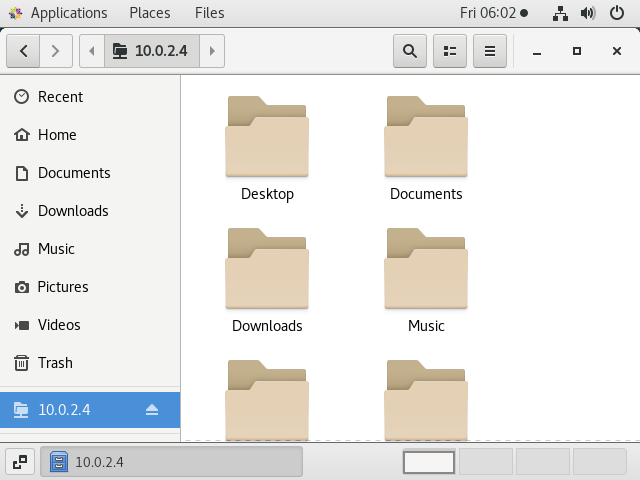 Applications Places Files Fri 06:02
10.0.2.4
Recent
Home
Documents
Downloads
Music
Pictures
Videos
Trash
10.0.2.4
Desktop Documents
Downloads Music
10.0.2.4